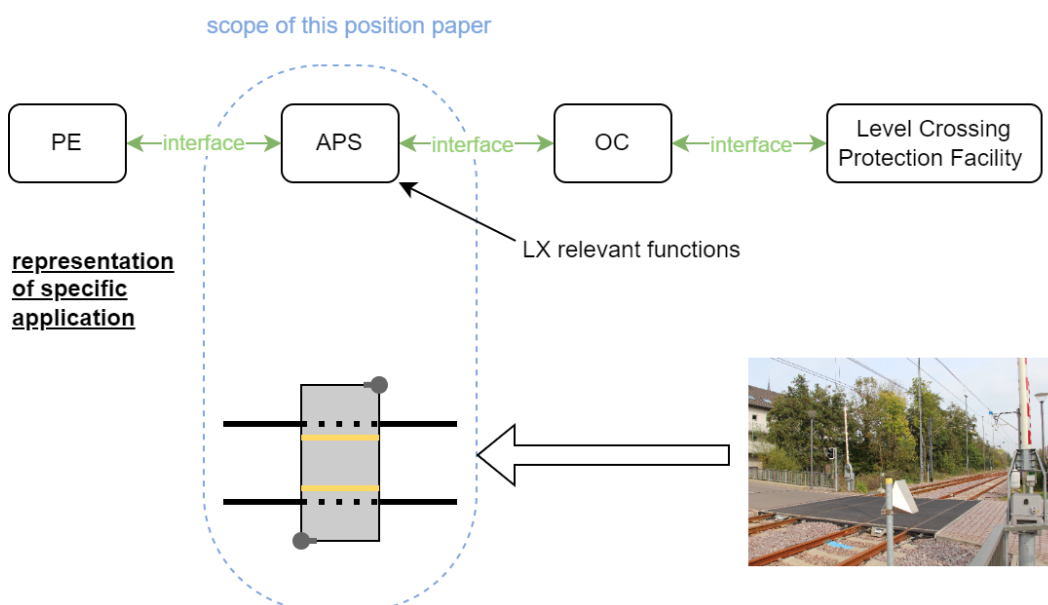 scope of this position paper
PE
interface
APS
interface
OC
interface
Level Crossing
Protection Facility
LX relevant functions
representation
of specific
application